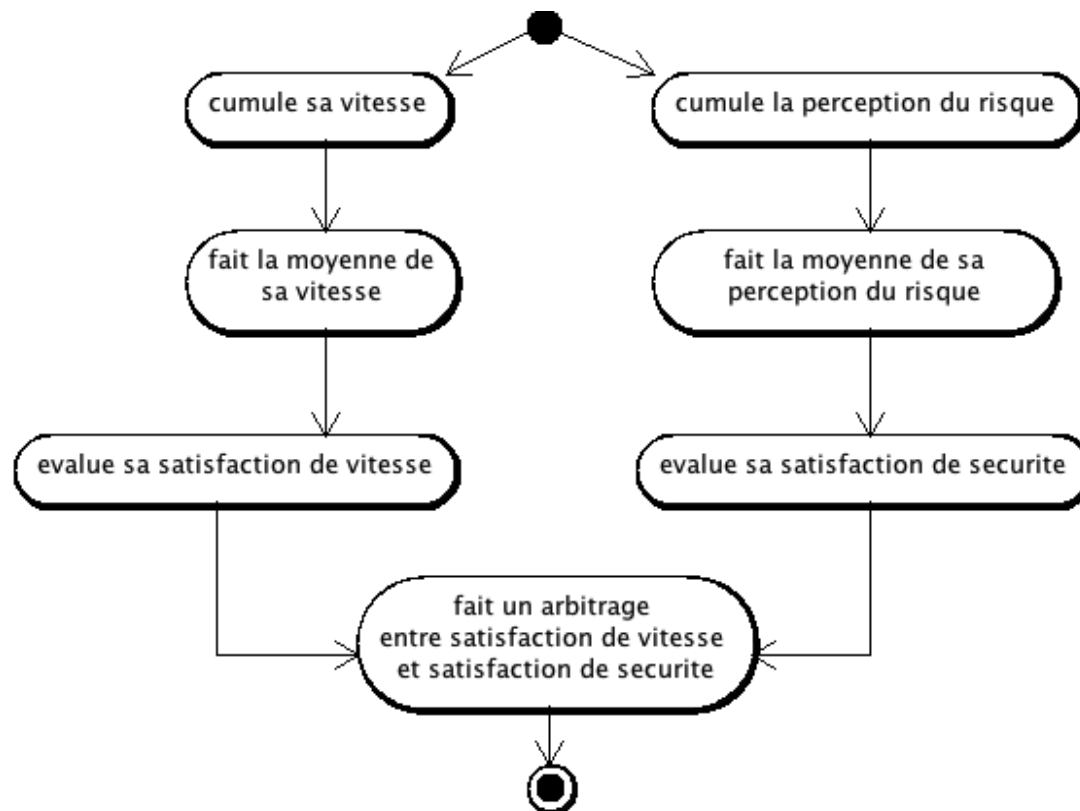 cumule sa vitesse
cumule la perception du risque
fait la moyenne de
sa vitesse
fait la moyenne de sa
perception du risque
evalue sa satisfaction de vitesse
evalue sa satisfaction de securite
fait un arbitrage
entre satisfaction de vitesse
et satisfaction de securite